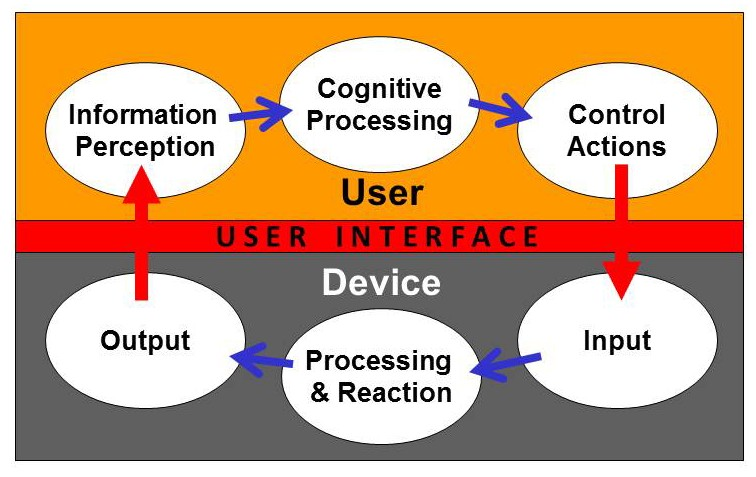 Information
Perception
Cognitive
Processing
Control
Actions
User
USER INTERFACE
Device
Output
Processing
& Reaction
Input